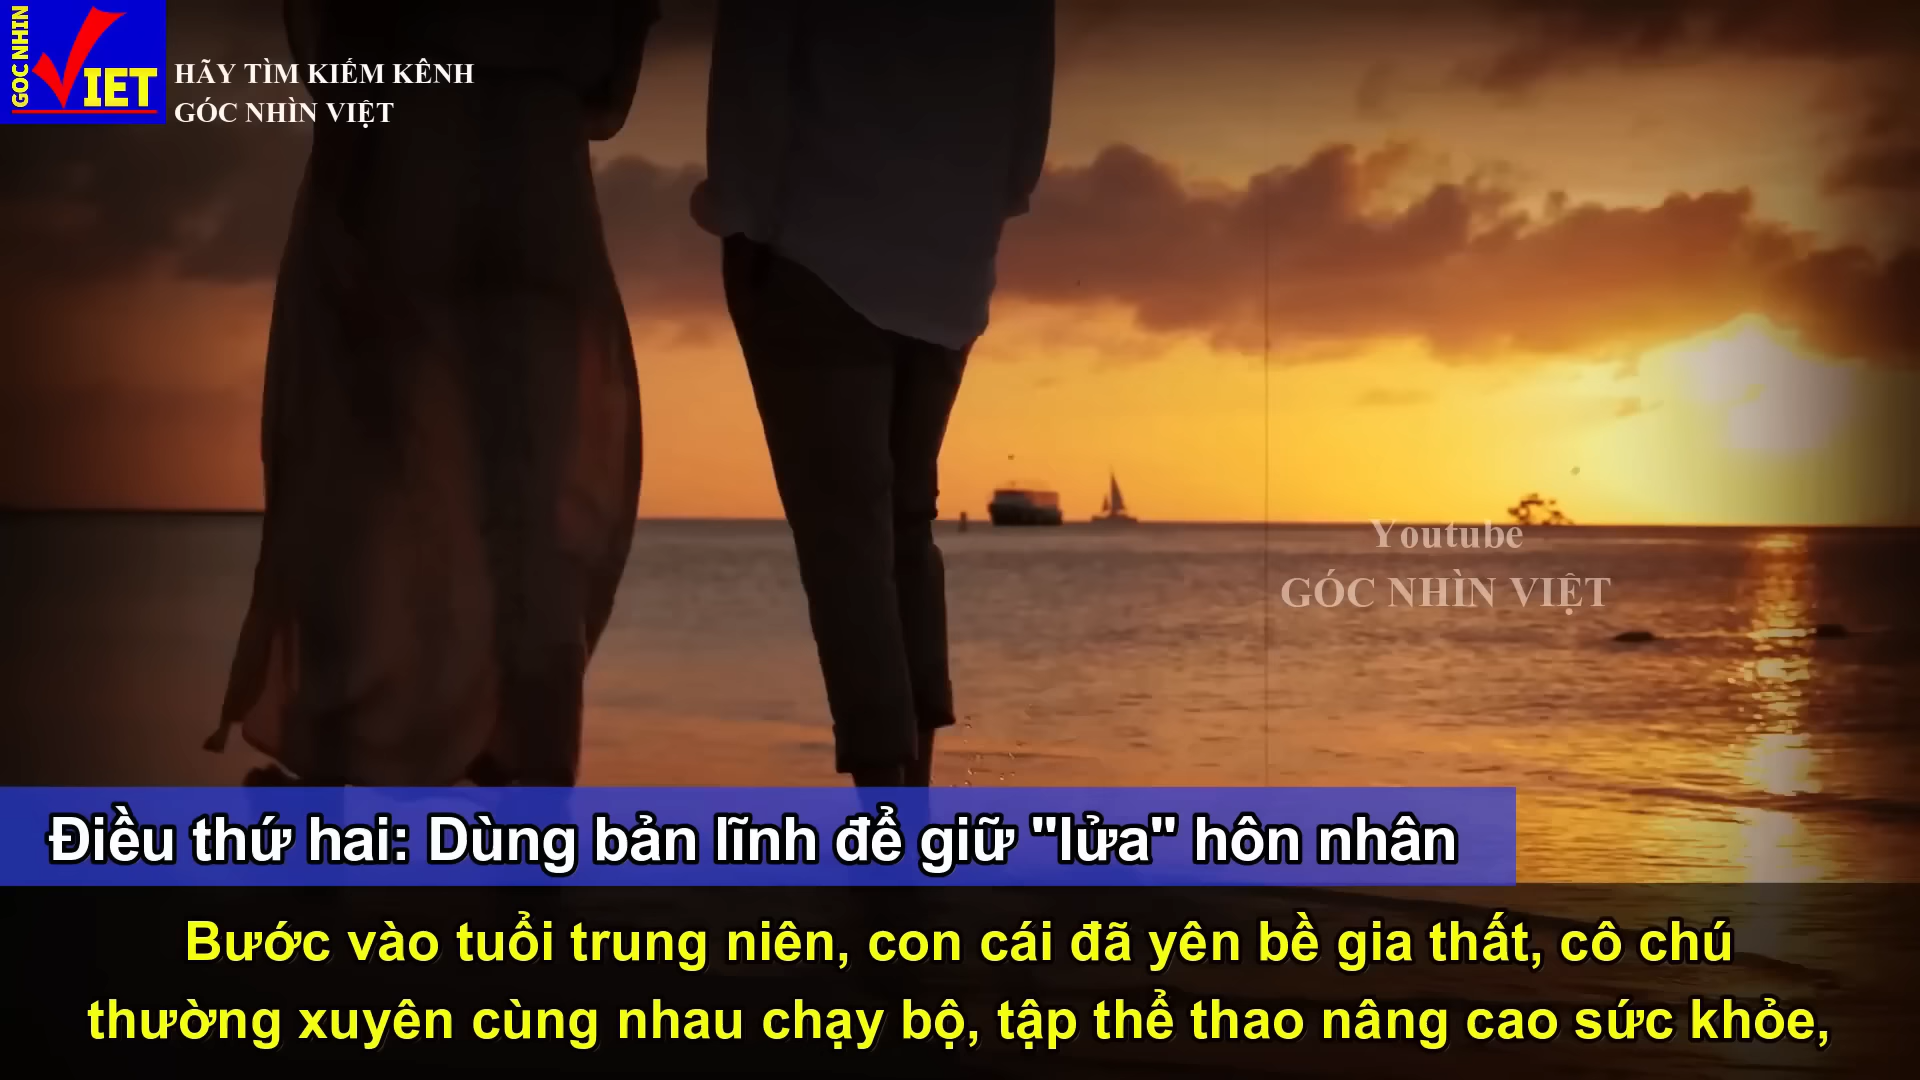 GOC NHIN
VIET
HÃY TÌM KIẾM KÊNH
GÓC NHÌN VIỆT
Youtube
GÓC NHÌN VIỆT
Điều thứ hai: Dùng bản lĩnh để giữ "lửa" hôn nhân
Bước vào tuổi trung niên, con cái đã yên bề gia thất, cô chú
thường xuyên cùng nhau chạy bộ, tập thể thao nâng cao sức khỏe,